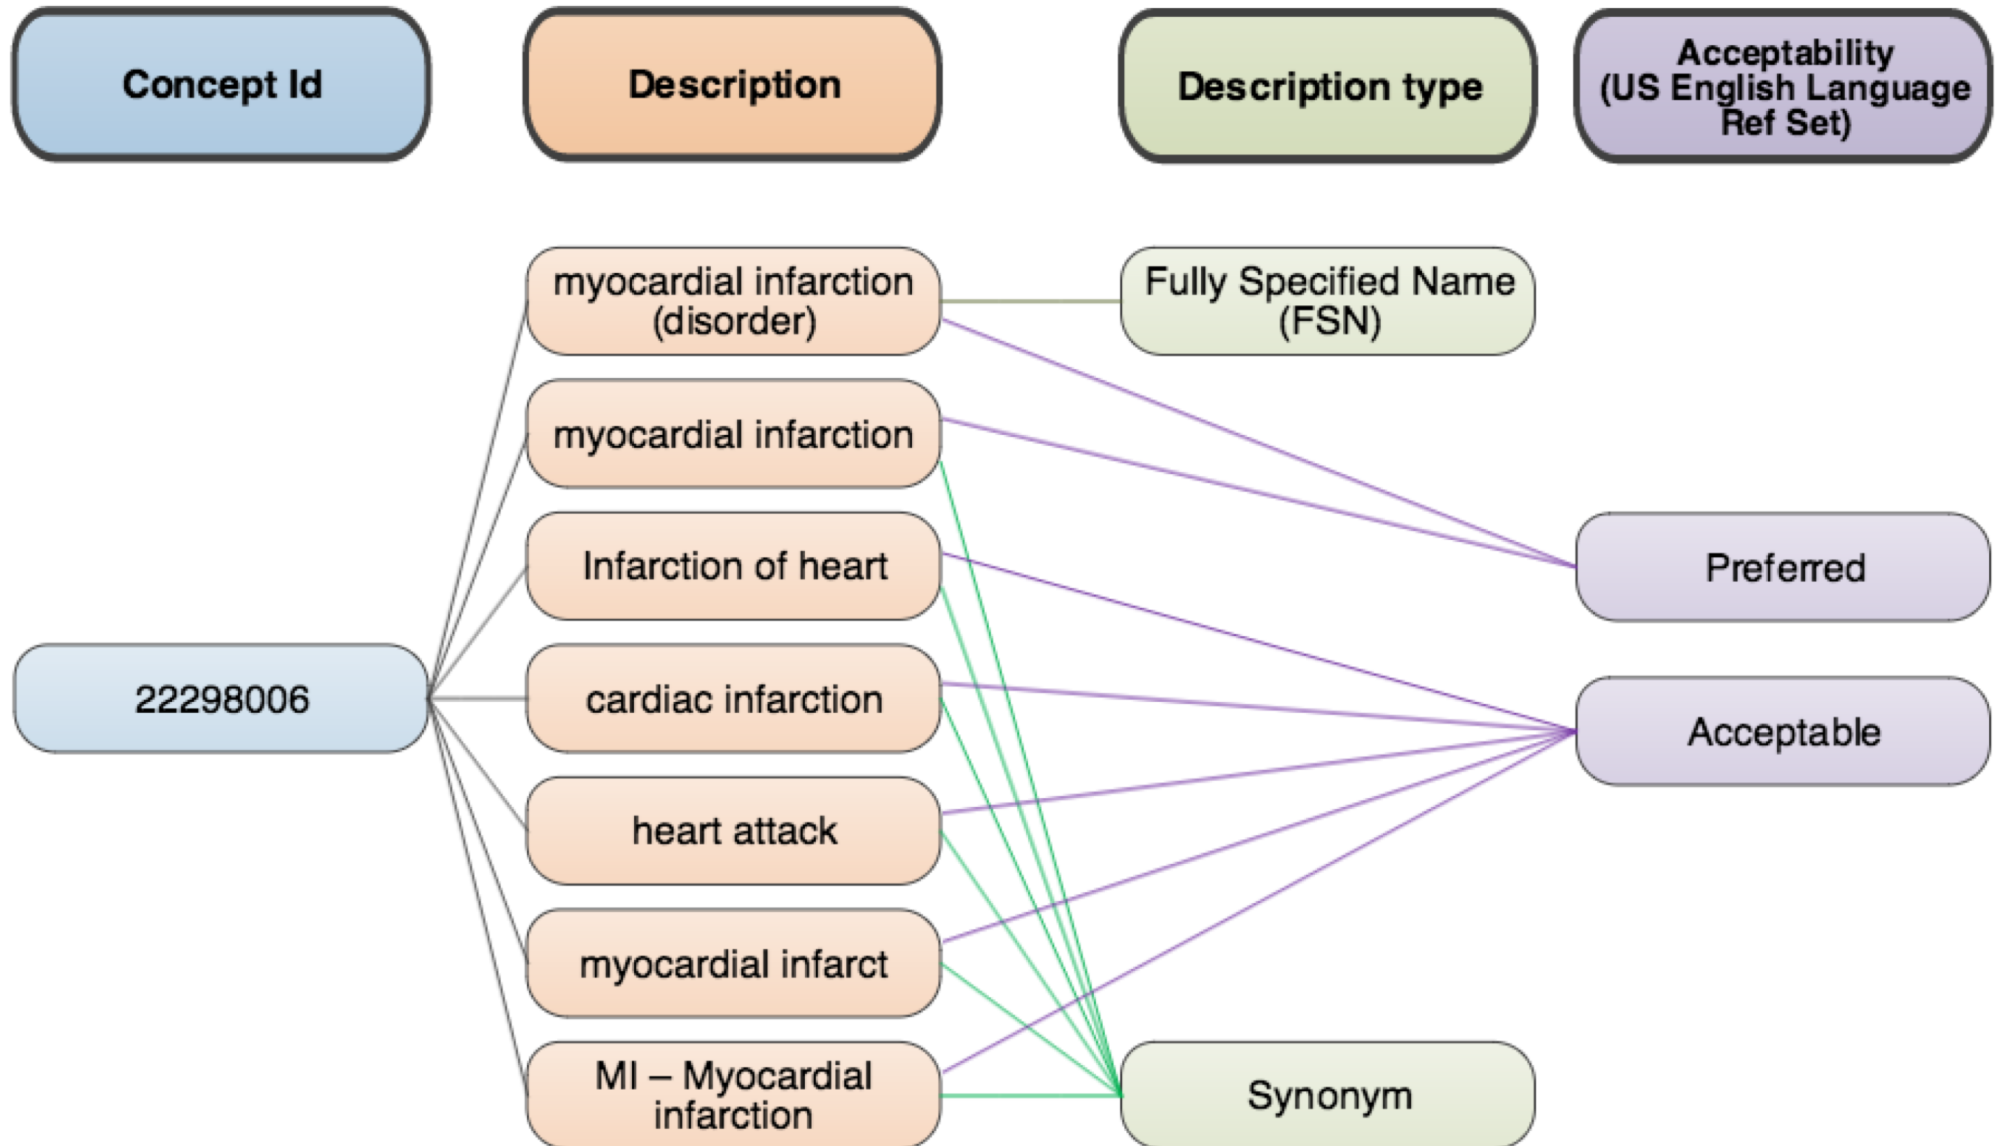 Concept Id
Description
Description type
Acceptability
(US English Language
Ref Set)
myocardial infarction
(disorder)
Fully Specified Name
(FSN)
myocardial infarction
Infarction of heart
Preferred
22298006
cardiac infarction
Acceptable
heart attack
myocardial infarct
MI – Myocardial
infarction
Synonym